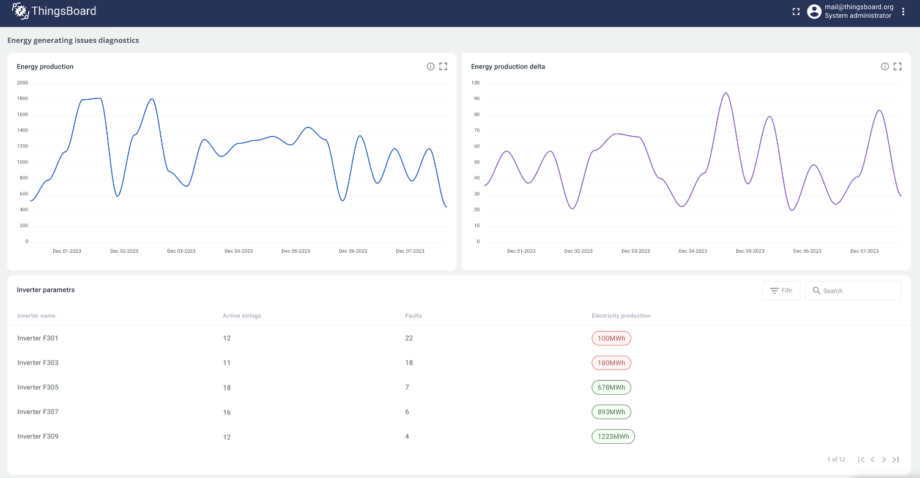 ThingsBoard
mail@thingsboard.org
System administrator
Energy generating issues diagnostics
Energy production
2000
1800
1600
1400
1200
1000
800
600
400
200
0
Dec 01-2023 Dec 02-2023 Dec 03-2023 Dec 04-2023 Dec 05-2023 Dec 06-2023 Dec 07-2023
Energy production delta
100
90
80
70
60
50
40
30
20
10
0
Dec 01-2023 Dec 02-2023 Dec 03-2023 Dec 04-2023 Dec 05-2023 Dec 06-2023 Dec 07-2023
Inverter parametrs
Filtr
Search
Inverter name Active strings Faults Electricity production
Inverter F301 12 22 100MWh
Inverter F303 11 18 180MWh
Inverter F305 18 7 678MWh
Inverter F307 16 6 893MWh
Inverter F309 12 4 1223MWh
1 of 12